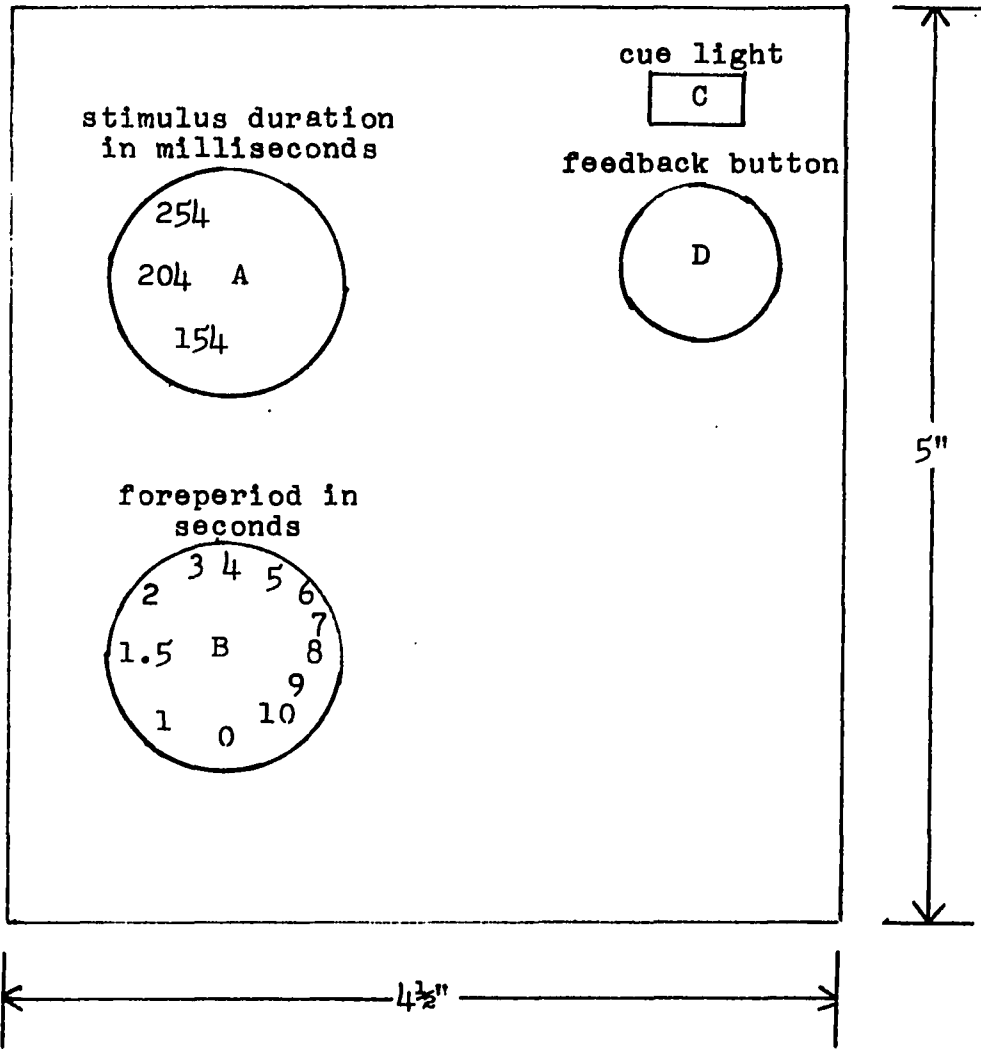 cue light
C
stimulus duration
in milliseconds
feedback button
254
204 A
154
D
5"
foreperiod in
seconds
3 4 5 6
2
7
1.5 B 8
9
1 10
0
4½"